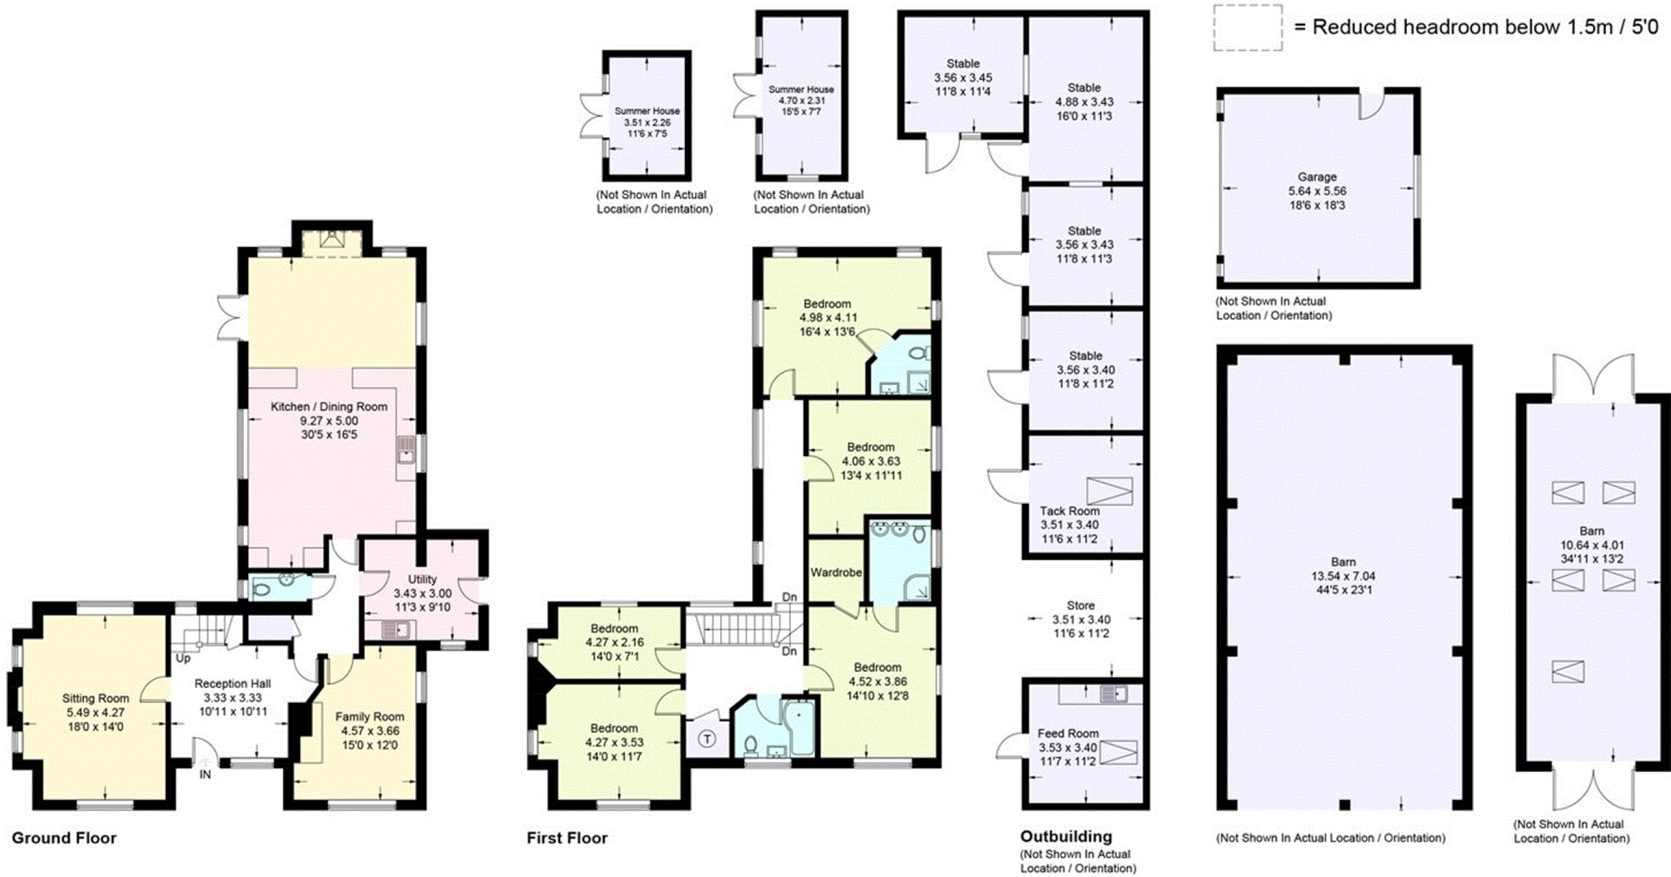 = Reduced headroom below 1.5m / 5'0
Summer House
3.51 x 2.26
11'6 x 7'5
(Not Shown In Actual
Location / Orientation)
Summer House
4.70 x 2.31
15'5 x 7'7
(Not Shown In Actual
Location / Orientation)
Stable
3.56 x 3.45
11'8 x 11'4
Stable
4.88 x 3.43
16'0 x 11'3
Stable
3.56 x 3.43
11'8 x 11'3
Stable
3.56 x 3.40
11'8 x 11'2
Tack Room
3.51 x 3.40
11'6 x 11'2
Store
3.51 x 3.40
11'6 x 11'2
Feed Room
3.53 x 3.40
11'7 x 11'2
Outbuilding
(Not Shown In Actual
Location / Orientation)
Garage
5.64 x 5.56
18'6 x 18'3
(Not Shown In Actual
Location / Orientation)
Barn
13.54 x 7.04
44'5 x 23'1
(Not Shown In Actual Location / Orientation)
Barn
10.64 x 4.01
34'11 x 13'2
(Not Shown In Actual
Location / Orientation)
Kitchen / Dining Room
9.27 x 5.00
30'5 x 16'5
Utility
3.43 x 3.00
11'3 x 9'10
Up
Sitting Room
5.49 x 4.27
18'0 x 14'0
Reception Hall
3.33 x 3.33
10'11 x 10'11
Family Room
4.57 x 3.66
15'0 x 12'0
IN
Ground Floor
Bedroom
4.98 x 4.11
16'4 x 13'6
Bedroom
4.06 x 3.63
13'4 x 11'11
Wardrobe
Dn
Dn
Bedroom
4.27 x 2.16
14'0 x 7'1
Bedroom
4.52 x 3.86
14'10 x 12'8
Bedroom
4.27 x 3.53
14'0 x 11'7
T
First Floor